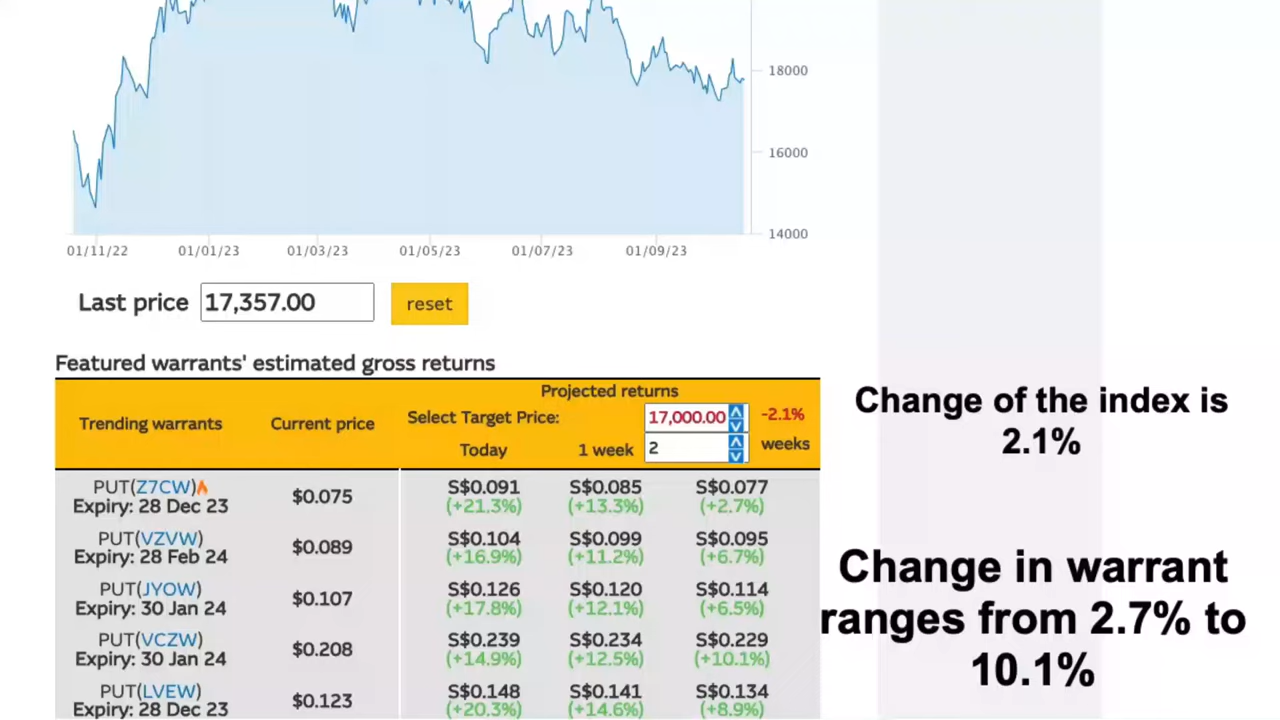 18000
16000
14000
01/11/22 01/01/23 01/03/23 01/05/23 01/07/23 01/09/23
Last price 17,357.00 reset
Featured warrants' estimated gross returns
Projected returns
Trending warrants Current price Select Target Price: 17,000.00 -2.1%
Today 1 week 2 weeks
PUT(Z7CW) $0.075 S$0.091 S$0.085 S$0.077
Expiry: 28 Dec 23 (+21.3%) (+13.3%) (+2.7%)
PUT(VZVW) $0.089 S$0.104 S$0.099 S$0.095
Expiry: 28 Feb 24 (+16.9%) (+11.2%) (+6.7%)
PUT(JYOW) $0.107 S$0.126 S$0.120 S$0.114
Expiry: 30 Jan 24 (+17.8%) (+12.1%) (+6.5%)
PUT(VCZW) $0.208 S$0.239 S$0.234 S$0.229
Expiry: 30 Jan 24 (+14.9%) (+12.5%) (+10.1%)
PUT(LVEW) $0.123 S$0.148 S$0.141 S$0.134
Expiry: 28 Dec 23 (+20.3%) (+14.6%) (+8.9%)
Change of the index is
2.1%
Change in warrant
ranges from 2.7% to
10.1%